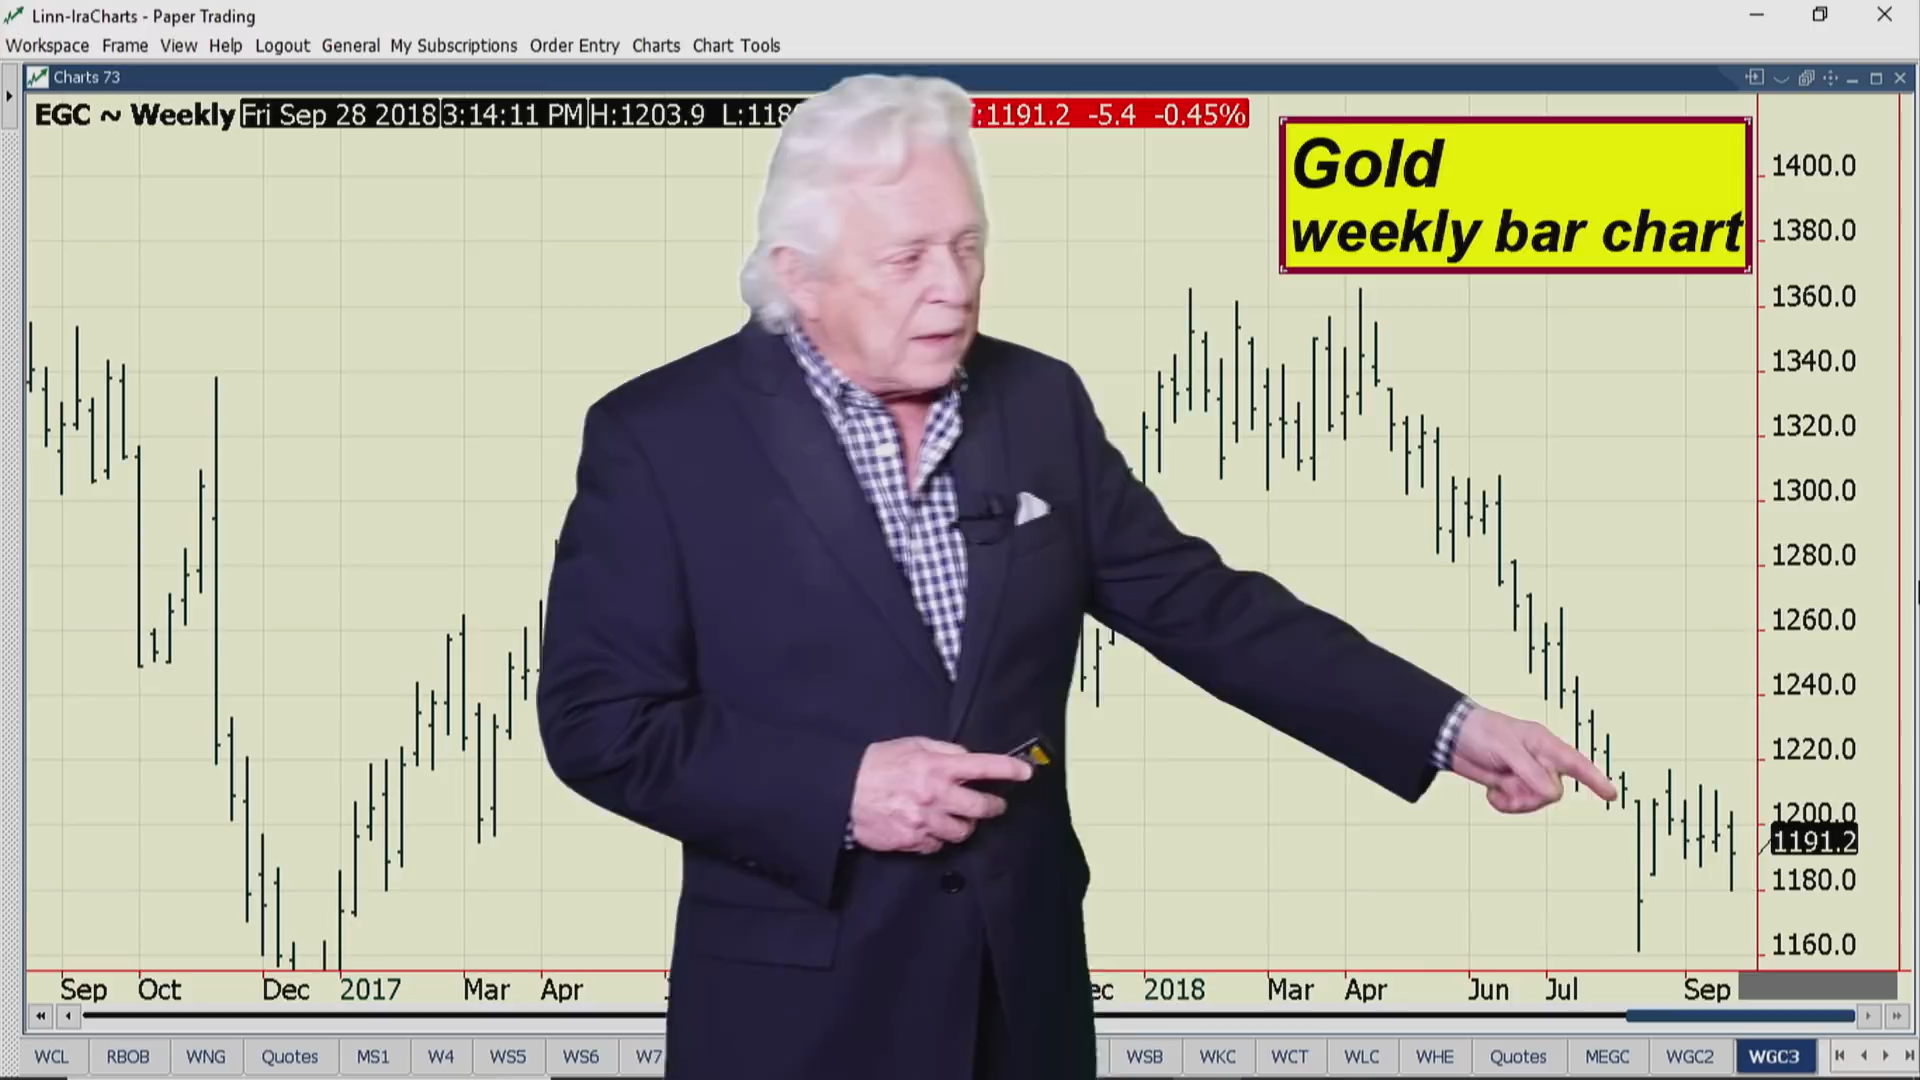 Linn-IraCharts - Paper Trading
Workspace Frame View Help Logout General My Subscriptions Order Entry Charts Chart Tools
Charts 73
EGC ~ Weekly Fri Sep 28 2018 3:14:11 PM H:1203.9 :1191.2 -5.4 -0.45%
Gold
weekly bar chart
1400.0
1380.0
1360.0
1340.0
1320.0
1300.0
1280.0
1260.0
1240.0
1220.0
1200.0
1191.2
1180.0
1160.0
Sep Oct Dec 2017 Mar Apr 2018 Mar Apr Jun Jul Sep
WCL RBOB WNG Quotes MS1 W4 WS5 WS6 W7 WSB WKC WCT WLC WHE Quotes MEGC WGC2 WGC3